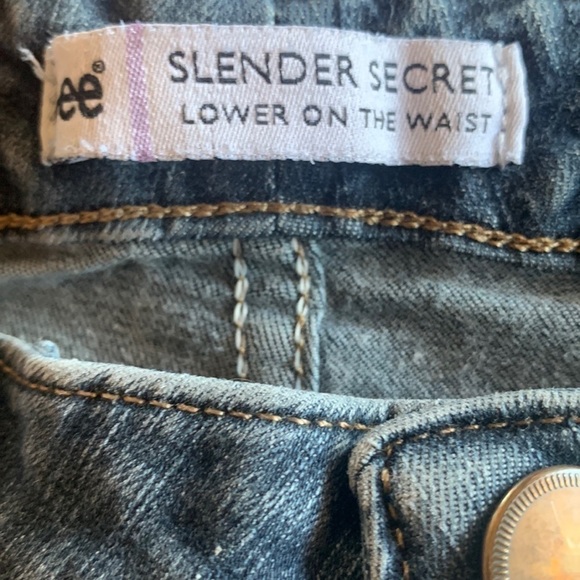 ee®
SLENDER SECRET
LOWER ON THE WAIST